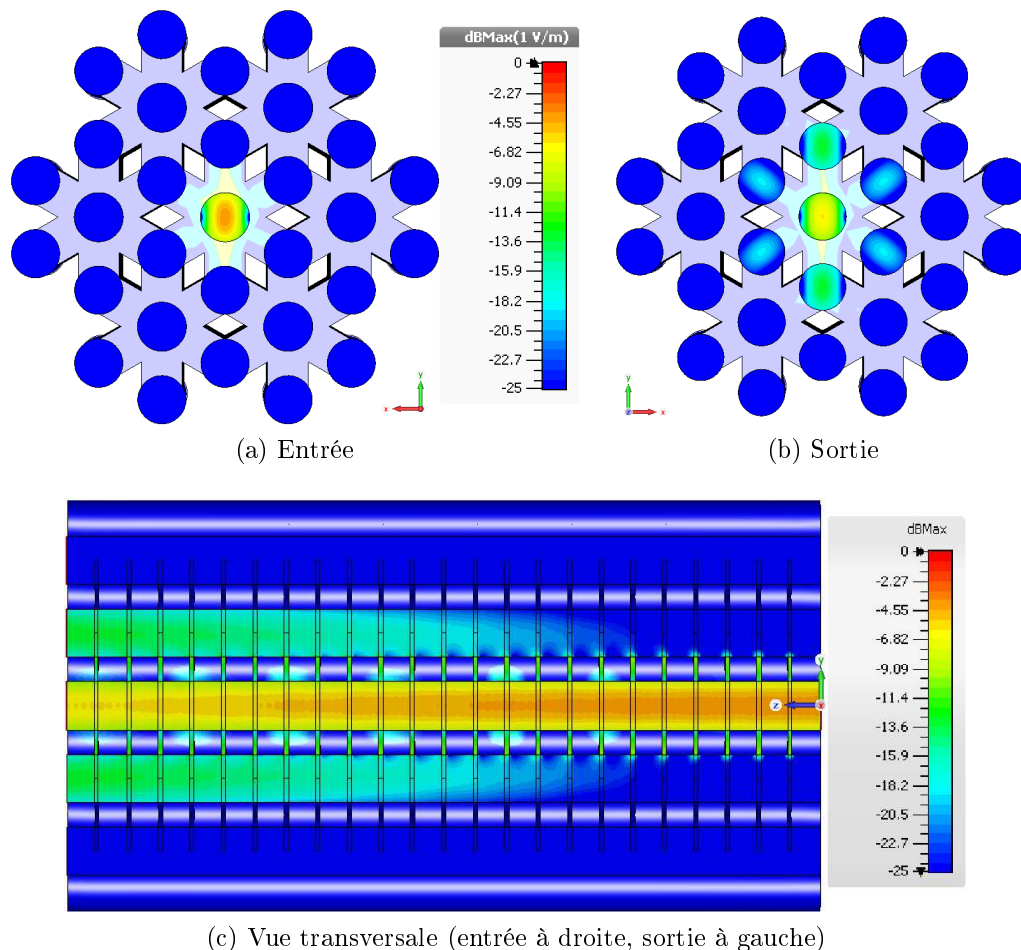 dBMax(1 V/m)
0
-2.27
-4.55
-6.82
-9.09
-11.4
-13.6
-15.9
-18.2
-20.5
-22.7
-25
y
x
y
z
x
(a) Entrée
(b) Sortie
dBMax
0
-2.27
-4.55
-6.82
-9.09
-11.4
-13.6
-15.9
-18.2
-20.5
-22.7
-25
y
z
x
(c) Vue transversale (entrée à droite, sortie à gauche)